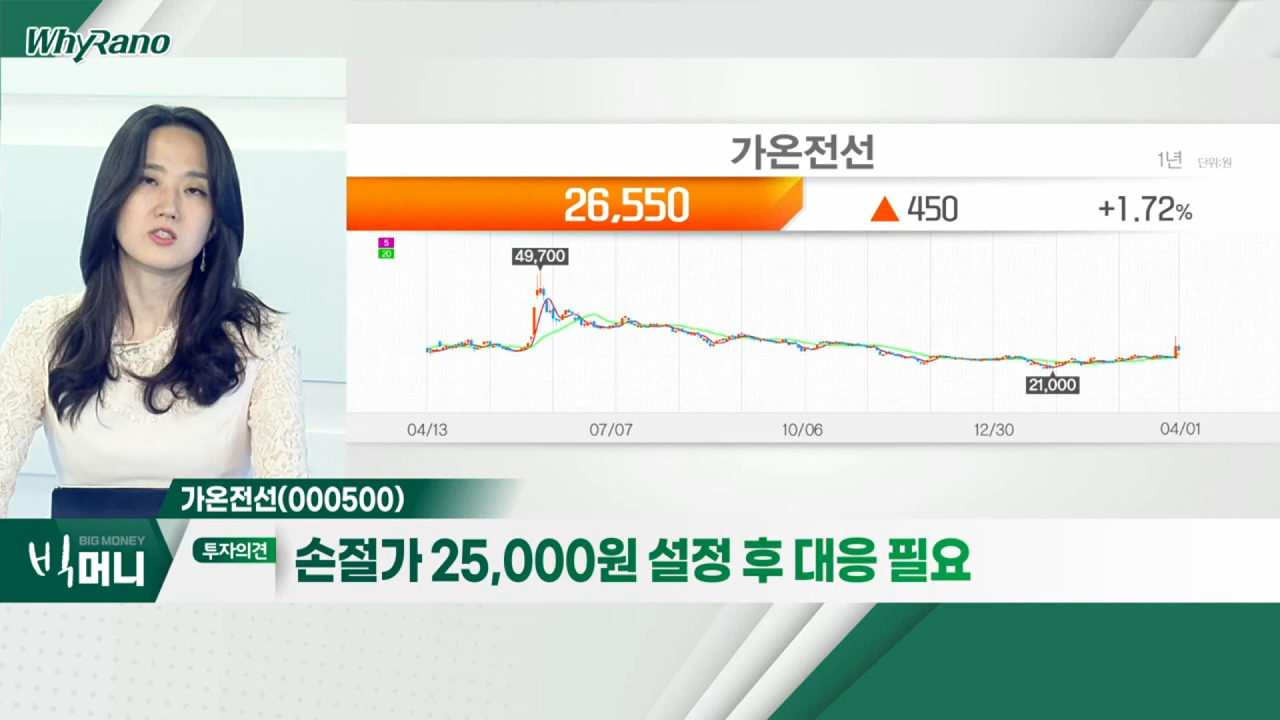 WhyRano
가온전선
1년 단위:원
26,550 ▲ 450 +1.72%
5
20
49,700
21,000
04/13 07/07 10/06 12/30 04/01
가온전선(000500)
BIG MONEY
빅머니
투자의견
손절가 25,000원 설정 후 대응 필요